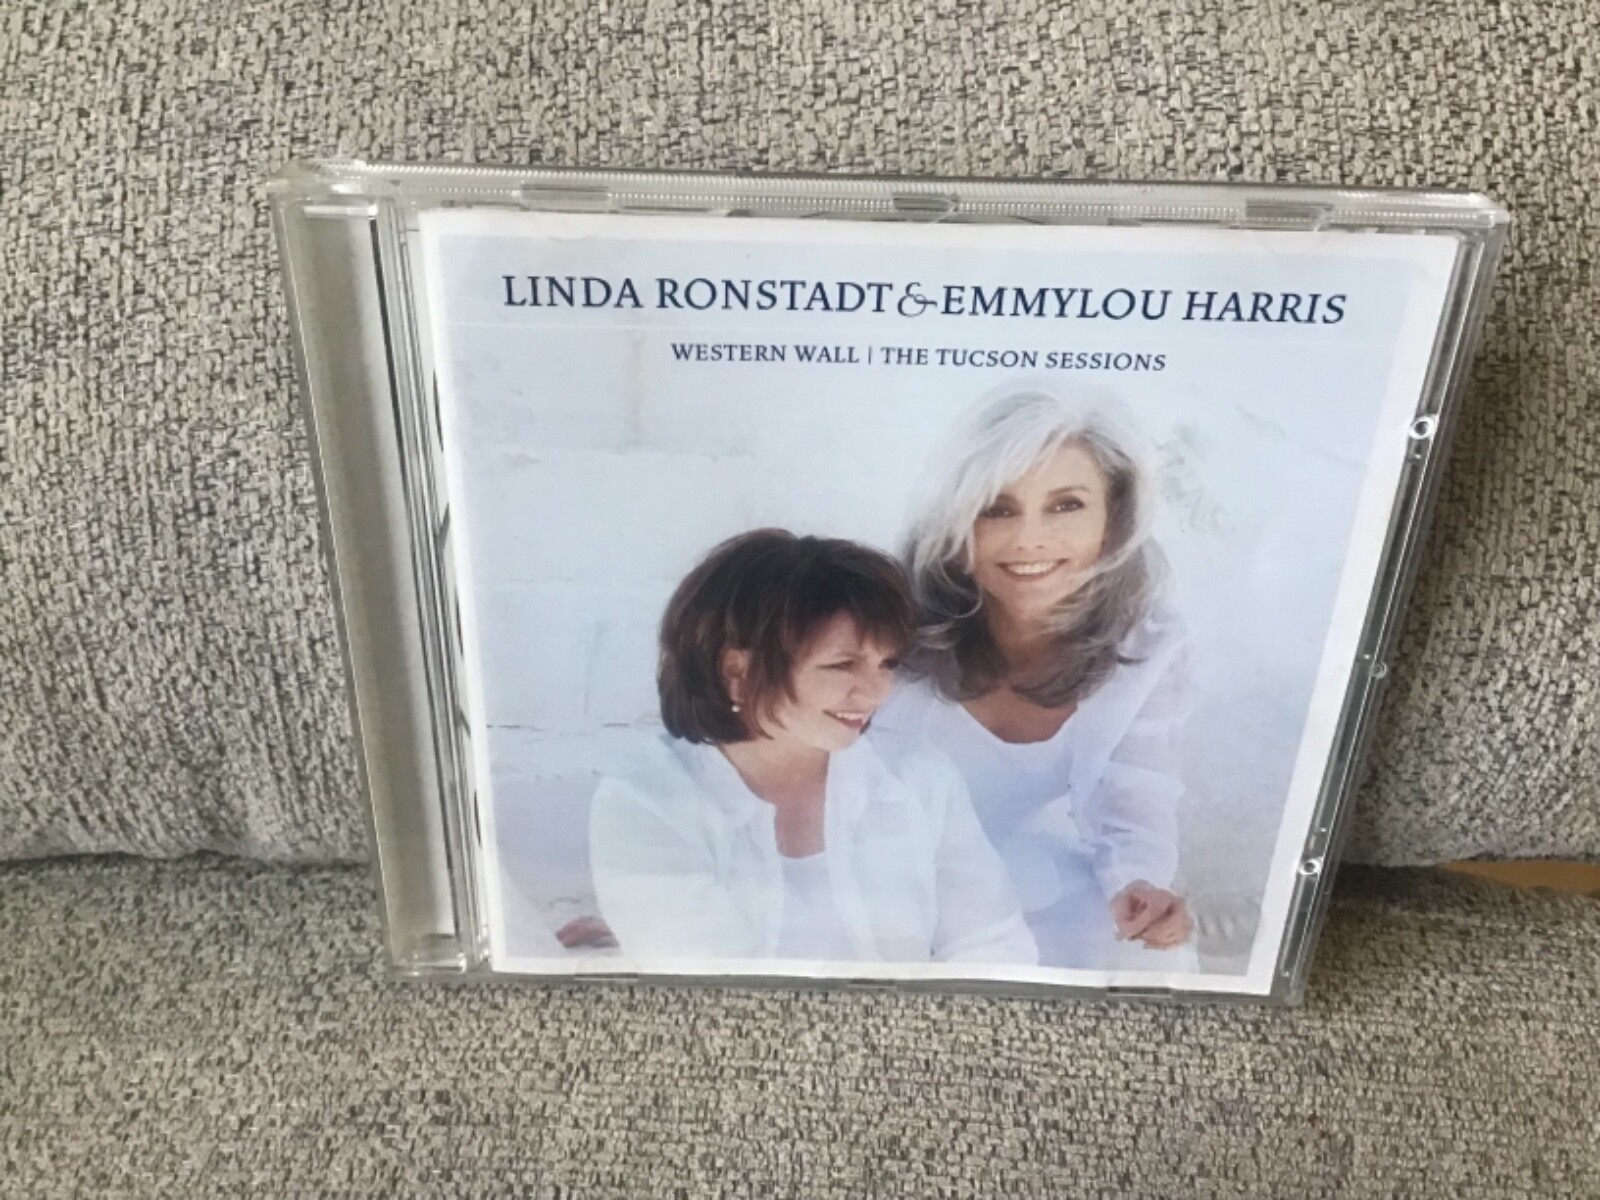 LINDA RONSTADT & EMMYLOU HARRIS
WESTERN WALL | THE TUCSON SESSIONS